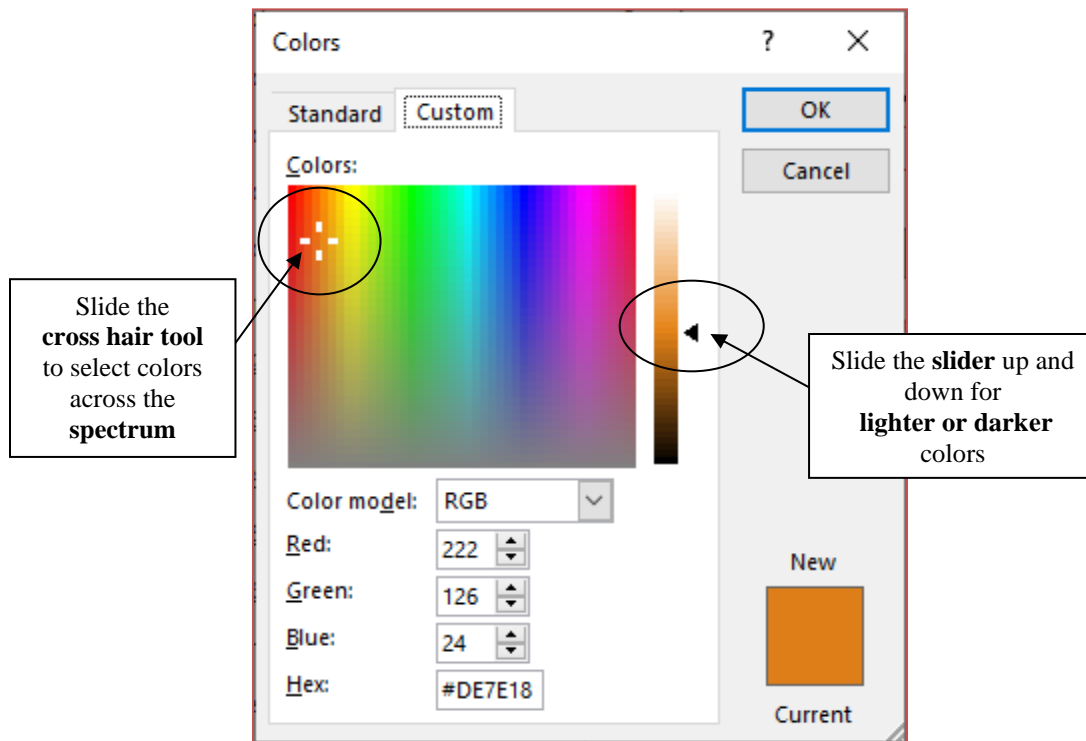 Colors ?
Standard Custom
OK
Colors:
Cancel
Slide the
cross hair tool
to select colors
across the
spectrum
Slide the slider up and
down for
lighter or darker
colors
Color model: RGB
Red: 222
Green: 126
Blue: 24
Hex: #DE7E18
New
Current